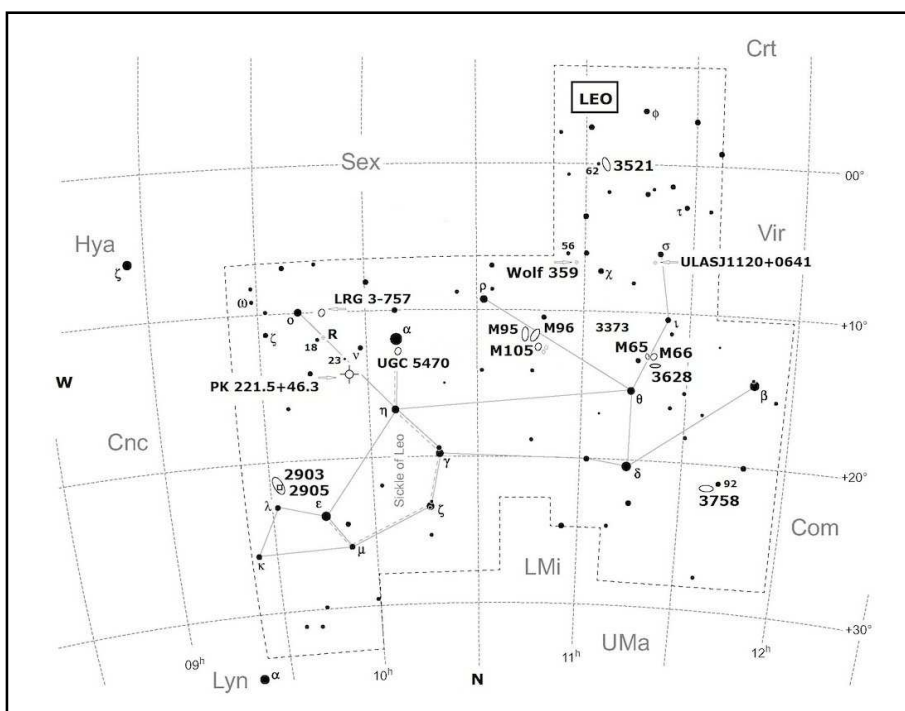 Crt
LEO
φ
62 3521
Sex
00°
τ
Hya
ζ
Vir
σ
56
ULASJ1120+0641
Wolf 359
χ
ω
ρ
LRG 3-757
ο
+10°
ζ
R
α
M95 M96
3373
ι
18
M105
M65 M66
23
ν
UGC 5470
3628
W
PK 221.5+46.3
θ
β
η
Cnc
Sickle of Leo
γ
δ
+20°
2903
2905
92
3758
λ
ε
ζ
Com
κ
μ
LMi
UMa
+30°
09h
10h
11h
12h
Lyn
α
N